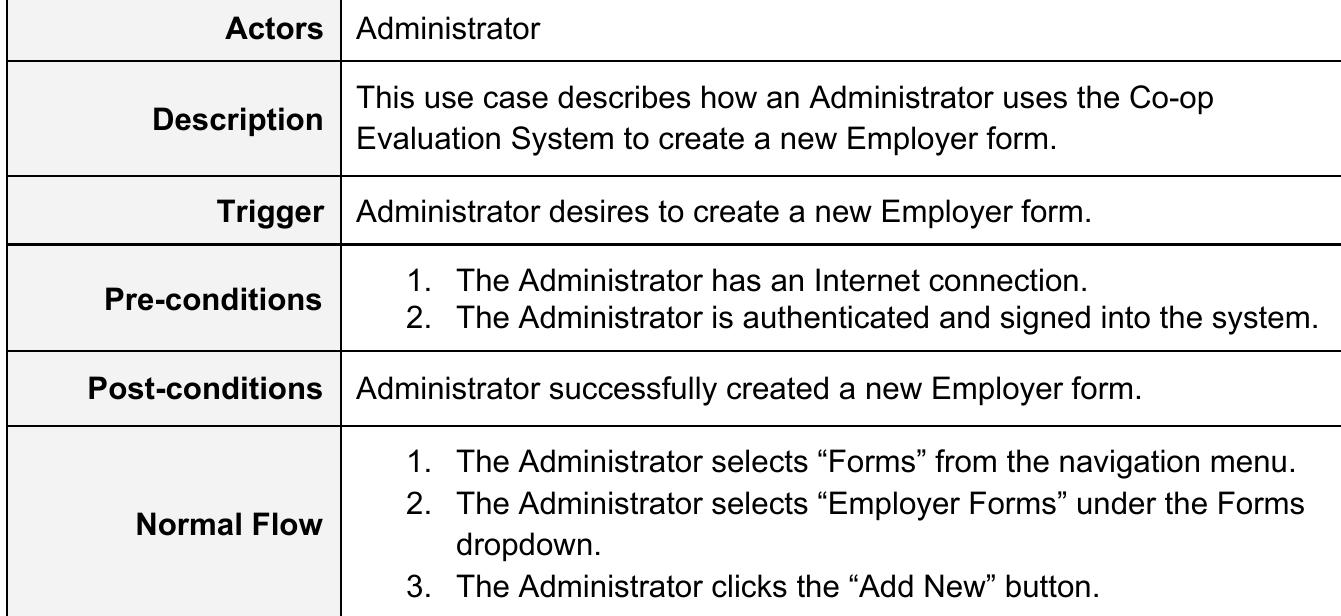 Actors
Administrator
Description
This use case describes how an Administrator uses the Co-op
Evaluation System to create a new Employer form.
Trigger
Administrator desires to create a new Employer form.
Pre-conditions
1. The Administrator has an Internet connection.
2. The Administrator is authenticated and signed into the system.
Post-conditions
Administrator successfully created a new Employer form.
Normal Flow
1. The Administrator selects “Forms” from the navigation menu.
2. The Administrator selects “Employer Forms” under the Forms
dropdown.
3. The Administrator clicks the “Add New” button.